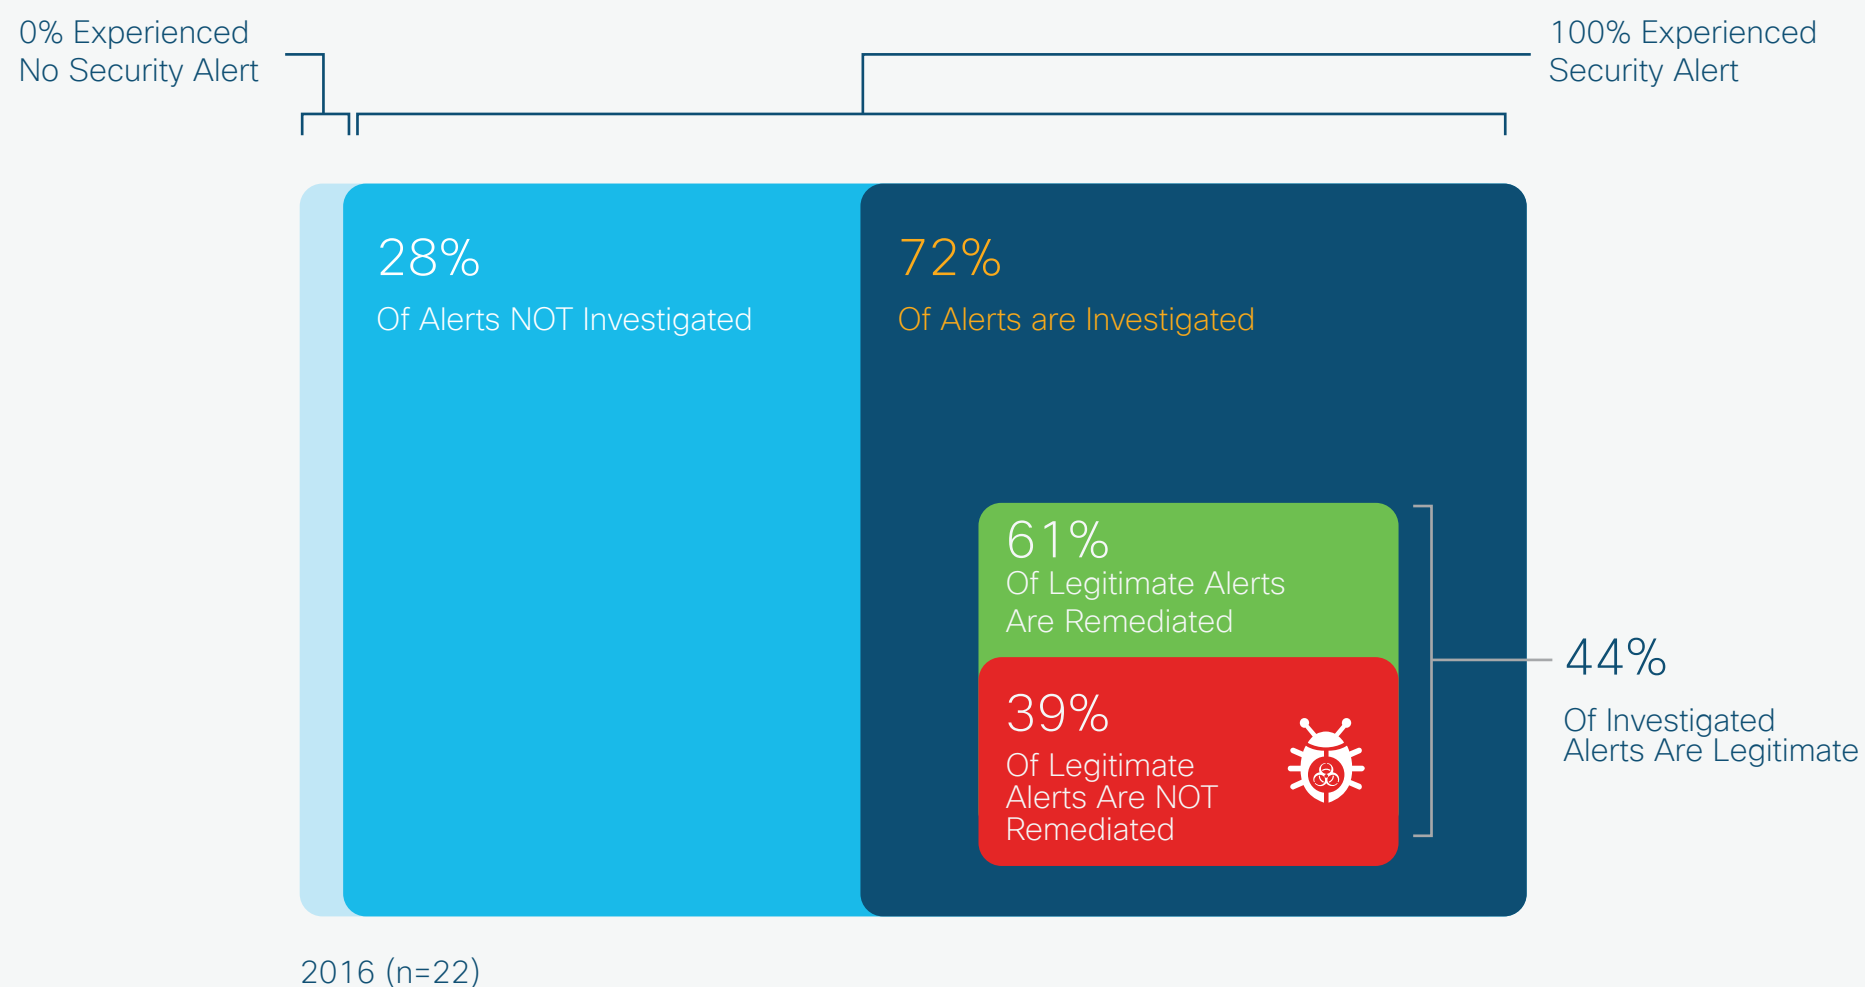 0% Experienced
No Security Alert
100% Experienced
Security Alert
28%
Of Alerts NOT Investigated
72%
Of Alerts are Investigated
61%
Of Legitimate Alerts
Are Remediated
39%
Of Legitimate
Alerts Are NOT
Remediated
44%
Of Investigated
Alerts Are Legitimate
2016 (n=22)